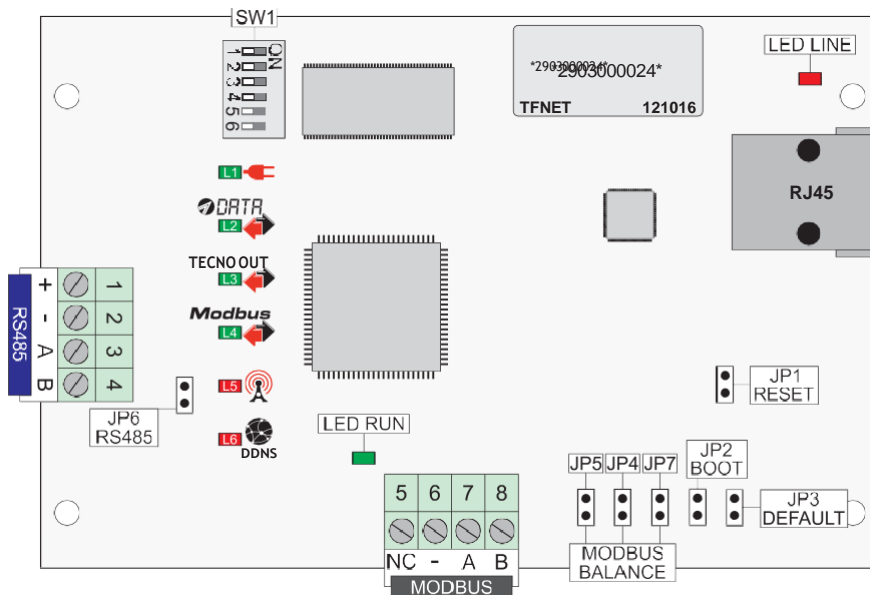 SW1
ON
1
2
3
4
5
6
*2903000024*
*2903000024*
TFNET 121016
LED LINE
RJ45
L1
DATA
L2
TECNO OUT
L3
Modbus
L4
L5
L6
DDNS
RS485
+ 1
- 2
A 3
B 4
JP6
RS485
LED RUN
5 6 7 8
NC - A B
MODBUS
JP5 JP4 JP7
MODBUS
BALANCE
JP2
BOOT
JP1
RESET
JP3
DEFAULT